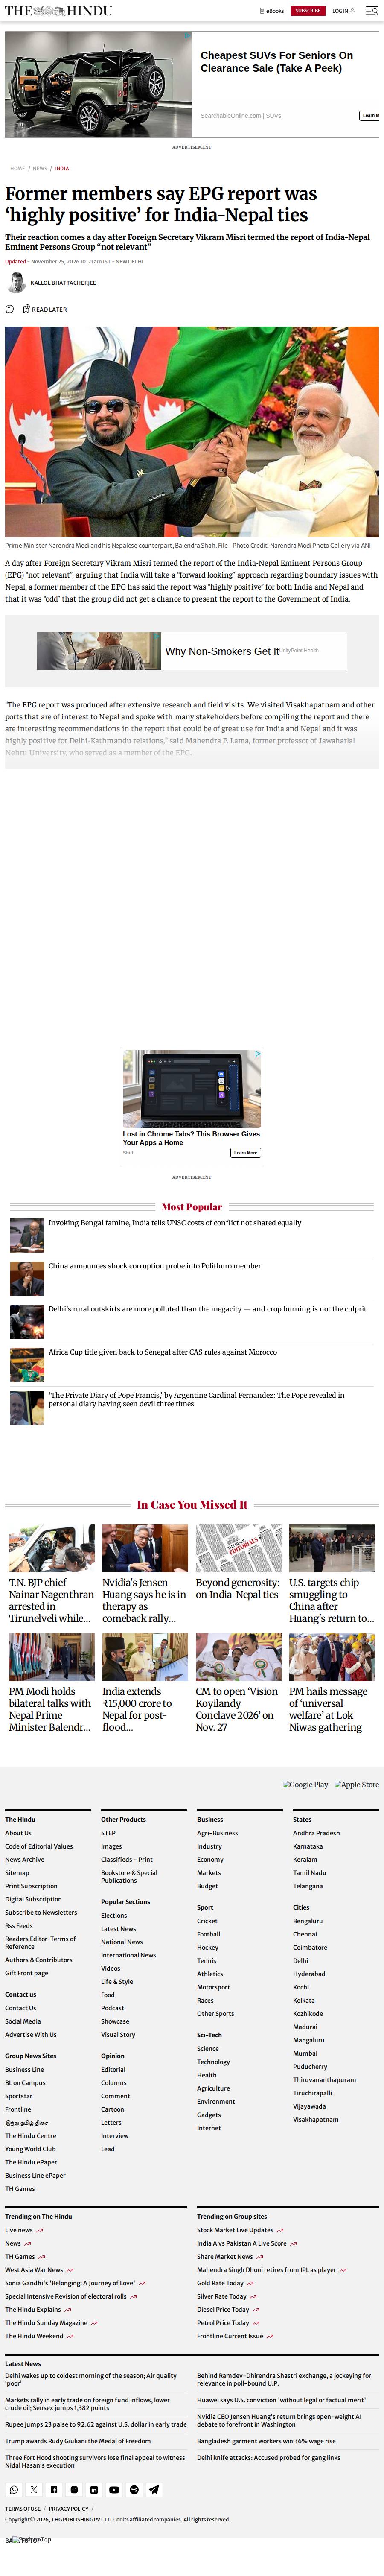 THE HINDU
eBooks
SUBSCRIBE
LOGIN
Cheapest SUVs For Seniors On
Clearance Sale (Take A Peek)
SearchableOnline.com | SUVs
Learn M
ADVERTISEMENT
HOME / NEWS / INDIA
Former members say EPG report was
‘highly positive’ for India-Nepal ties
Their reaction comes a day after Foreign Secretary Vikram Misri termed the report of India-Nepal
Eminent Persons Group “not relevant”
Updated - November 25, 2026 10:21 am IST - NEW DELHI
KALLOL BHATTACHERJEE
READ LATER
Prime Minister Narendra Modi and his Nepalese counterpart, Balendra Shah. File | Photo Credit: Narendra Modi Photo Gallery via ANI
A day after Foreign Secretary Vikram Misri termed the report of the India-Nepal Eminent Persons Group
(EPG) “not relevant”, arguing that India will take a “forward looking” approach regarding boundary issues with
Nepal, a former member of the EPG has said the report was “highly positive” for both India and Nepal and
that it was “odd” that the group did not get a chance to present the report to the Government of India.
Why Non-Smokers Get It
UnityPoint Health
“The EPG report was produced after extensive research and field visits. We visited Visakhapatnam and other
ports that are of interest to Nepal and spoke with many stakeholders before compiling the report and there
are interesting recommendations in the report that could be of great use for India and Nepal and it was
highly positive for Delhi-Kathmandu relations,” said Mahendra P. Lama, former professor of Jawaharlal
Nehru University, who served as a member of the EPG.
Lost in Chrome Tabs? This Browser Gives
Your Apps a Home
Shift
Learn More
ADVERTISEMENT
Most Popular
Invoking Bengal famine, India tells UNSC costs of conflict not shared equally
China announces shock corruption probe into Politburo member
Delhi’s rural outskirts are more polluted than the megacity — and crop burning is not the culprit
Africa Cup title given back to Senegal after CAS rules against Morocco
‘The Private Diary of Pope Francis,’ by Argentine Cardinal Fernandez: The Pope revealed in
personal diary having seen devil three times
In Case You Missed It
T.N. BJP chief
Nainar Nagenthran
arrested in
Tirunelveli while...
Nvidia's Jensen
Huang says he is in
therapy as
comeback rally...
EDITORIALS
Beyond generosity:
on India-Nepal ties
U.S. targets chip
smuggling to
China after
Huang's return to...
PM Modi holds
bilateral talks with
Nepal Prime
Minister Balendr...
India extends
₹15,000 crore to
Nepal for post-
flood...
CM to open ‘Vision
Koyilandy
Conclave 2026’ on
Nov. 27
PM hails message
of ‘universal
welfare’ at Lok
Niwas gathering
Google Play
Apple Store
The Hindu
About Us
Code of Editorial Values
News Archive
Sitemap
Print Subscription
Digital Subscription
Subscribe to Newsletters
Rss Feeds
Readers Editor-Terms of
Reference
Authors & Contributors
Gift Front page
Contact us
Contact Us
Social Media
Advertise With Us
Group News Sites
Business Line
BL on Campus
Sportstar
Frontline
இந்து தமிழ் திசை
The Hindu Centre
Young World Club
The Hindu ePaper
Business Line ePaper
TH Games
Other Products
STEP
Images
Classifieds - Print
Bookstore & Special
Publications
Popular Sections
Elections
Latest News
National News
International News
Videos
Life & Style
Food
Podcast
Showcase
Visual Story
Opinion
Editorial
Columns
Comment
Cartoon
Letters
Interview
Lead
Business
Agri-Business
Industry
Economy
Markets
Budget
Sport
Cricket
Football
Hockey
Tennis
Athletics
Motorsport
Races
Other Sports
Sci-Tech
Science
Technology
Health
Agriculture
Environment
Gadgets
Internet
States
Andhra Pradesh
Karnataka
Keralam
Tamil Nadu
Telangana
Cities
Bengaluru
Chennai
Coimbatore
Delhi
Hyderabad
Kochi
Kolkata
Kozhikode
Madurai
Mangaluru
Mumbai
Puducherry
Thiruvananthapuram
Tiruchirapalli
Vijayawada
Visakhapatnam
Trending on The Hindu
Live news
News
TH Games
West Asia War News
Sonia Gandhi's 'Belonging: A Journey of Love'
Special Intensive Revision of electoral rolls
The Hindu Explains
The Hindu Sunday Magazine
The Hindu Weekend
Trending on Group sites
Stock Market Live Updates
India A vs Pakistan A Live Score
Share Market News
Mahendra Singh Dhoni retires from IPL as player
Gold Rate Today
Silver Rate Today
Diesel Price Today
Petrol Price Today
Frontline Current Issue
Latest News
Delhi wakes up to coldest morning of the season; Air quality
'poor'
Markets rally in early trade on foreign fund inflows, lower
crude oil; Sensex jumps 1,382 points
Rupee jumps 23 paise to 92.62 against U.S. dollar in early trade
Trump awards Rudy Giuliani the Medal of Freedom
Three Fort Hood shooting survivors lose final appeal to witness
Nidal Hasan’s execution
Behind Ramdev-Dhirendra Shastri exchange, a jockeying for
relevance in poll-bound U.P.
Huawei says U.S. conviction ‘without legal or factual merit’
Nvidia CEO Jensen Huang's return brings open-weight AI
debate to forefront in Washington
Bangladesh garment workers win 36% wage rise
Delhi knife attacks: Accused probed for gang links
TERMS OF USE / PRIVACY POLICY /
Copyright© 2026, THG PUBLISHING PVT LTD. or its affiliated companies. All rights reserved.
BACK TO TOP
Back to Top